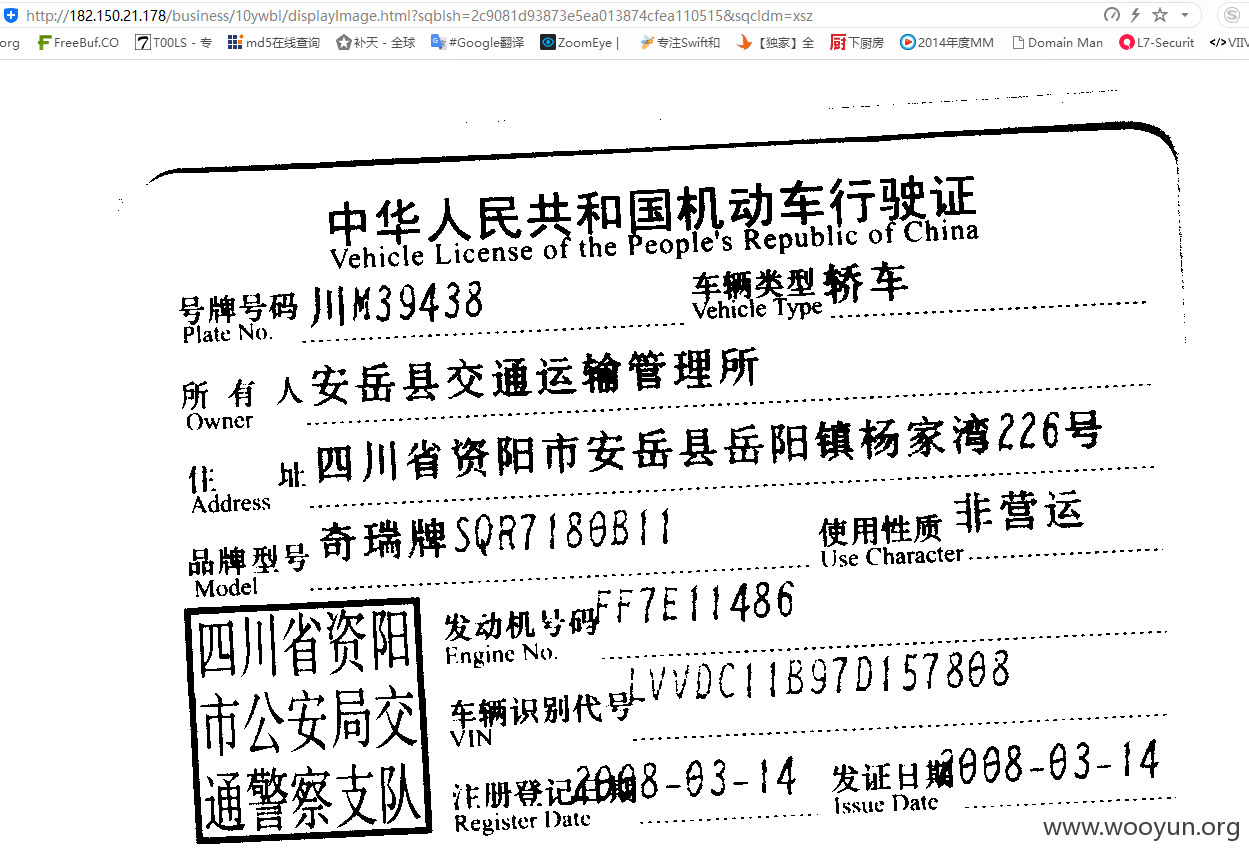 http://182.150.21.178/business/10ywbl/displayImage.html?sqblsh=2c9081d93873e5ea013874cfea110515&sqcldm=xsz
org FreeBuf.CO T00LS - 专 md5在线查询 补天 - 全球 #Google翻译 ZoomEye | 专注Swift和 【独家】全 下厨房 2014年度MM Domain Man L7-Securit </>VIV
中华人民共和国机动车行驶证
Vehicle License of the People's Republic of China
号牌号码 川M39438 车辆类型 轿车
Plate No. Vehicle Type
所有人 安岳县交通运输管理所
Owner
住址 四川省资阳市安岳县岳阳镇杨家湾226号
Address
品牌型号 奇瑞牌SQR7180B11 使用性质 非营运
Model Use Character
四川省资阳
市公安局交
通警察支队
发动机号码 FF7E11486
Engine No.
车辆识别代号 LVVDC11B97D157808
VIN
注册登记日期 2008-03-14 发证日期 2008-03-14
Register Date Issue Date
www.wooyun.org